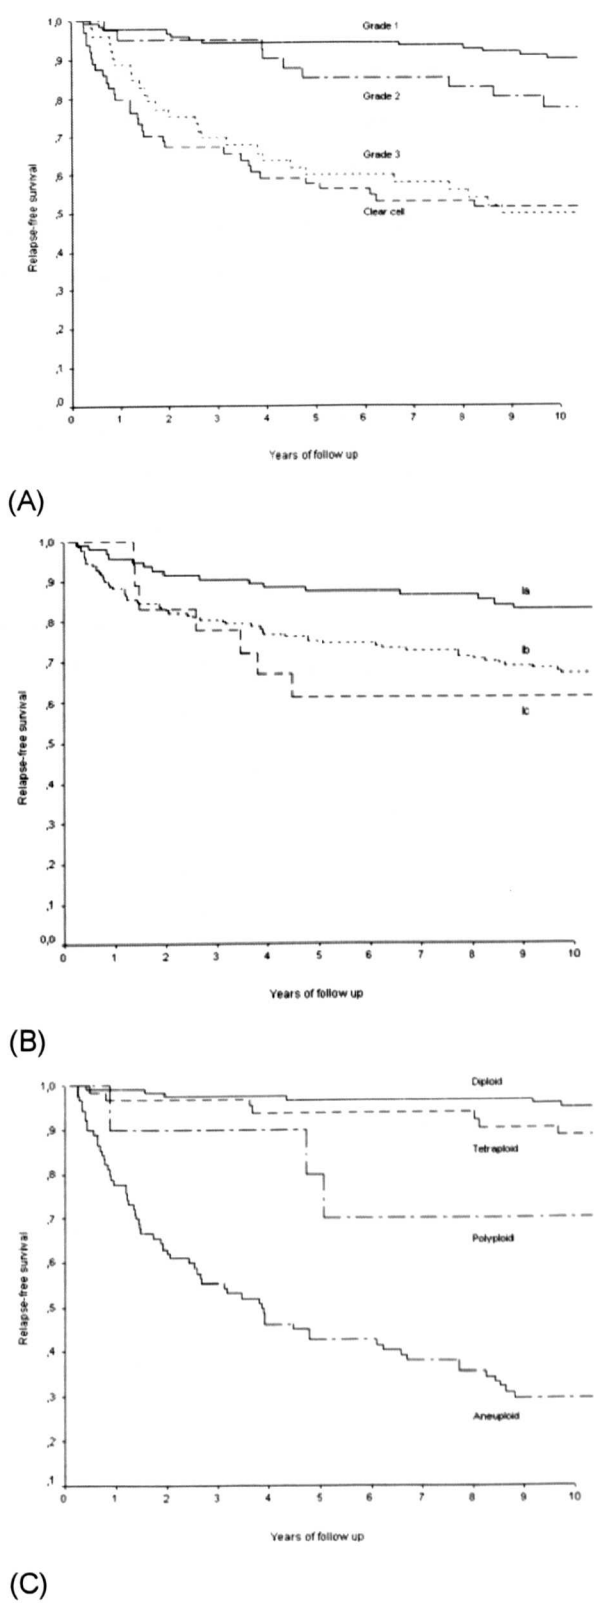 1,0
,9
,8
,7
,6
,5
,4
,3
,2
,1
,0
Relapse-free survival
Grade 1
Grade 2
Grade 3
Clear cell
0 1 2 3 4 5 6 7 8 9 10
Years of follow up
(A)
1,0
,9
,8
,7
,6
,5
,4
,3
,2
,1
0,0
Relapse-free survival
Ia
Ib
Ic
0 1 2 3 4 5 6 7 8 9 10
Years of follow up
(B)
1,0
,9
,8
,7
,6
,5
,4
,3
,2
,1
Relapse-free survival
Diploid
Tetraploid
Polyploid
Aneuploid
0 1 2 3 4 5 6 7 8 9 10
Years of follow up
(C)